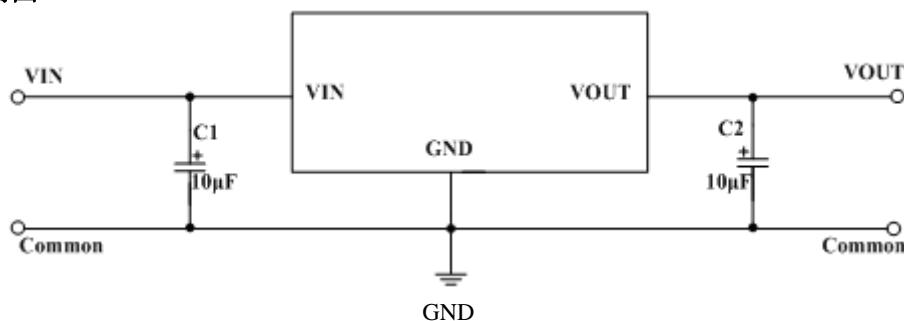 VIN
VOUT
VIN
VOUT
C1
+
10μF
GND
C2
+
10μF
Common
Common
GND